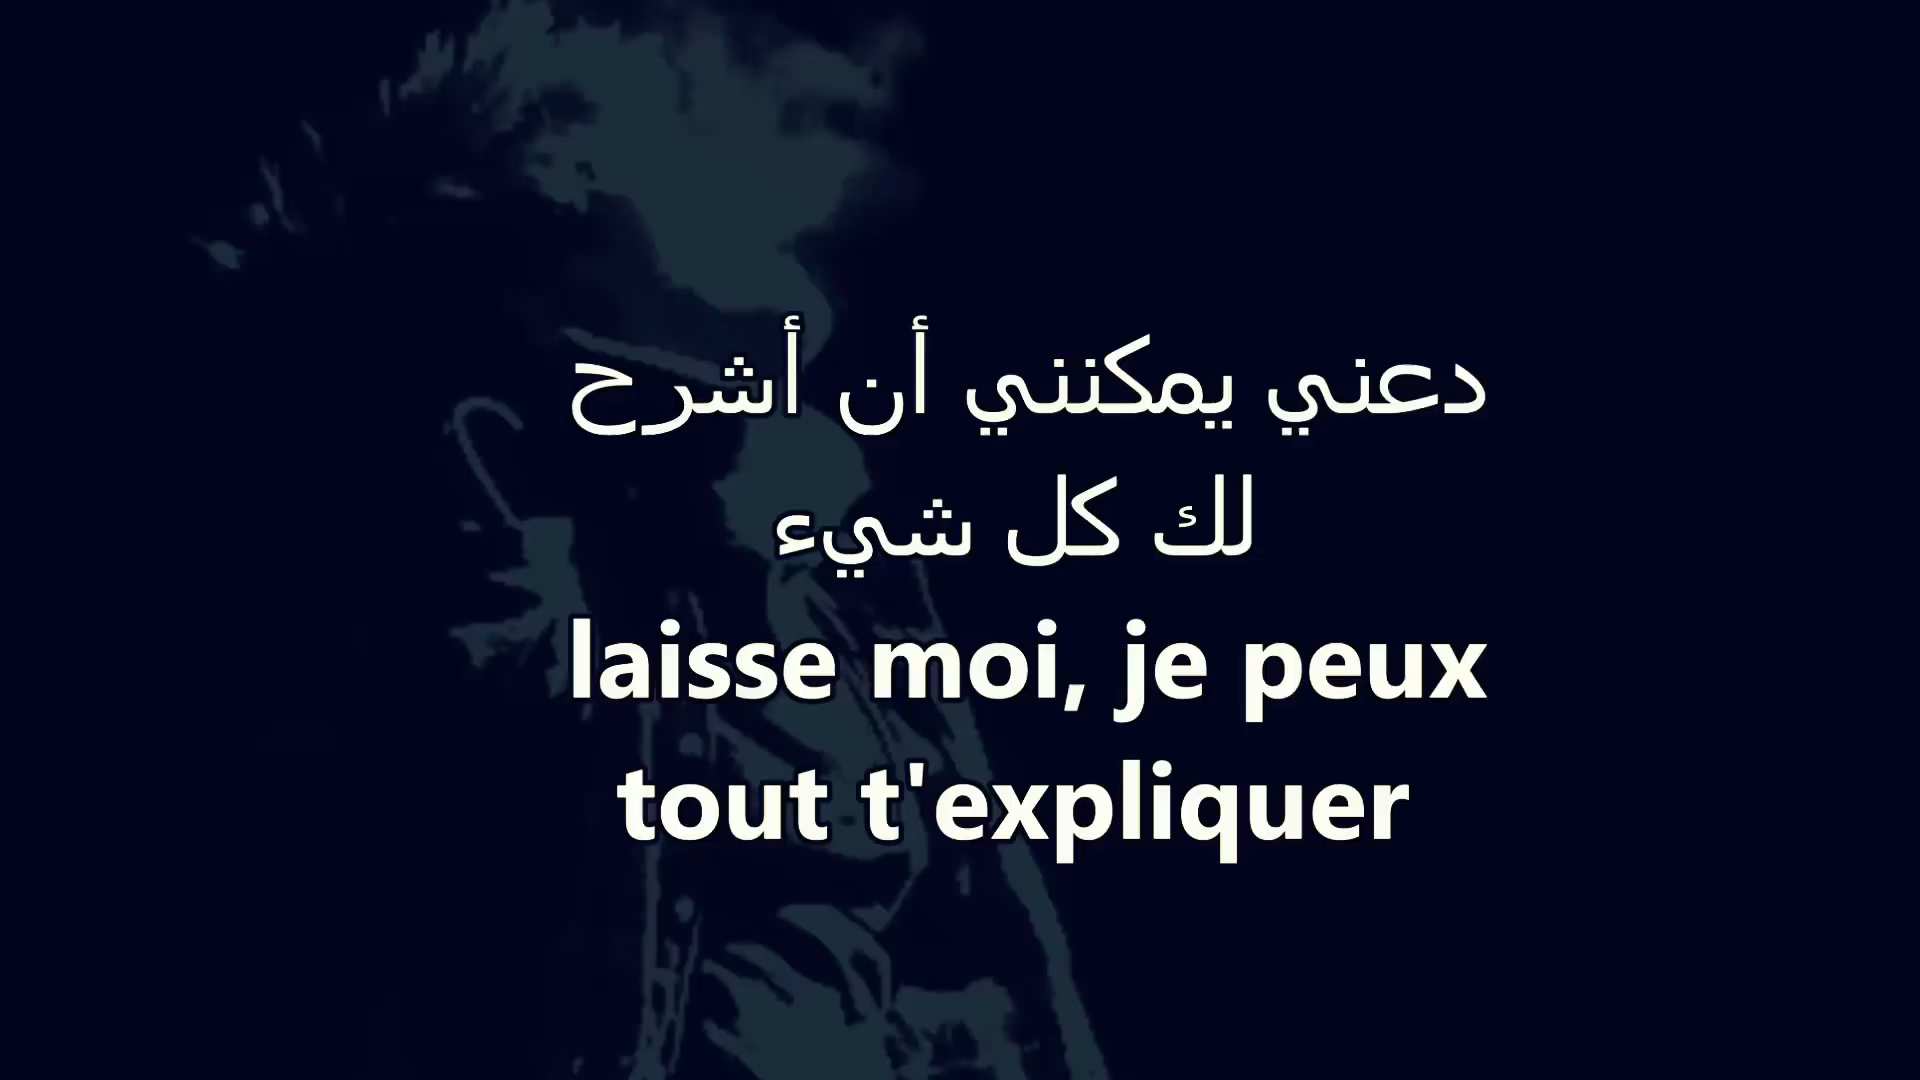 دعني يمكنني أن أشرح
لك كل شيء
laisse moi, je peux
tout t'expliquer